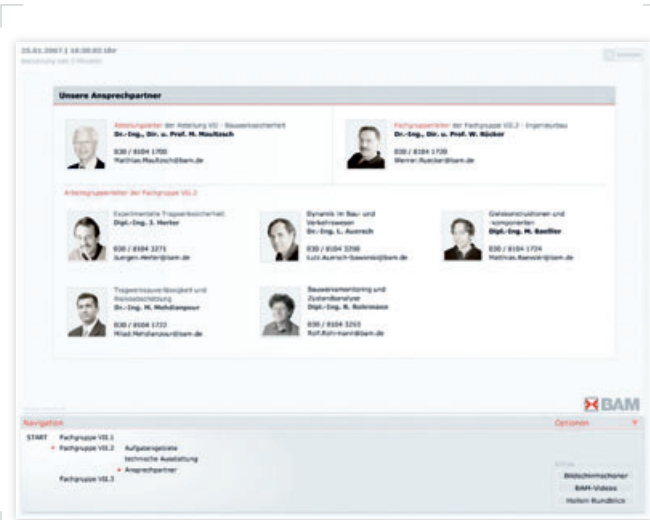 25.01.2007 | 16:00:02 Uhr
Unsere Ansprechpartner
Abteilungsleiter der Abteilung VII - Bauwerkssicherheit
Dr.-Ing., Dir. u. Prof. M. Maultzsch
030 / 8104 1700
Matthias.Maultzsch@bam.de
Fachgruppenleiter der Fachgruppe VII.2 - Ingenieurbau
Dr.-Ing., Dir. u. Prof. W. Rücker
030 / 8104 1720
Werner.Ruecker@bam.de
Arbeitsgruppenleiter der Fachgruppe VII.2
Experimentelle Tragwerkssicherheit
Dipl.-Ing. J. Herter
030 / 8104 3271
Juergen.Herter@bam.de
Dynamik im Bau- und
Verkehrswesen
Dr.-Ing. L. Auersch
030 / 8104 3290
Lutz.Auersch-Saworski@bam.de
Gleiskonstruktionen und
-komponenten
Dipl.-Ing. M. Baeßler
030 / 8104 1724
Matthias.Baessler@bam.de
Tragwerkszuverlässigkeit und
Risikoabschätzung
Dr.-Ing. M. Mehdianpour
030 / 8104 1722
Milad.Mehdianpour@bam.de
Bauwerksmonitoring und
Zustandsanalyse
Dipl.-Ing. R. Rohrmann
030 / 8104 3293
Rolf.Rohrmann@bam.de
BAM
Navigation
Optionen
START Fachgruppe VII.1
Fachgruppe VII.2 Aufgabengebiete
technische Ausstattung
Ansprechpartner
Fachgruppe VII.3
Bildschirmschoner
BAM-Videos
Hallen-Rundblick